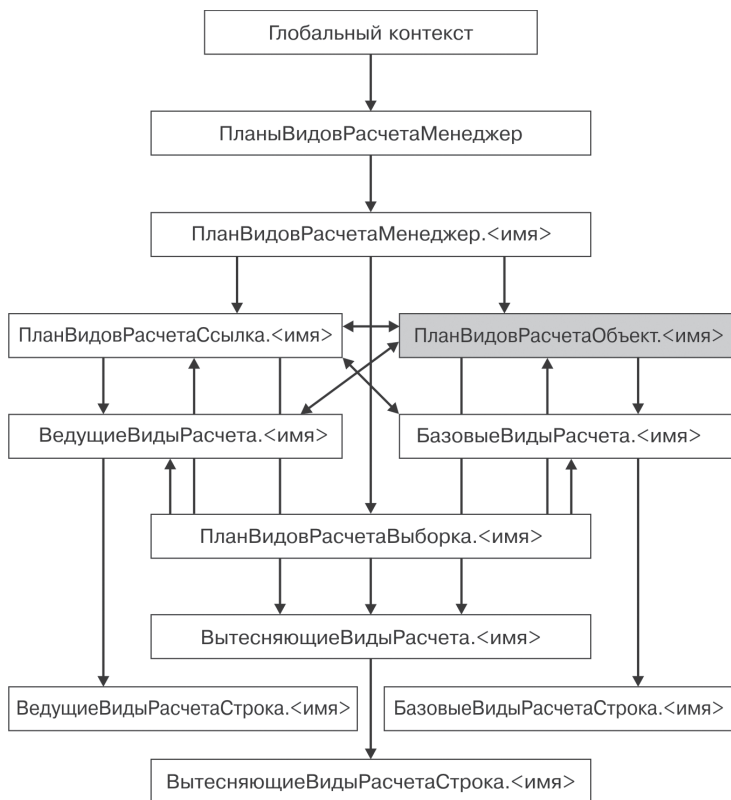 Глобальный контекст
ПланыВидовРасчетаМенеджер
ПланВидовРасчетаМенеджер.<имя>
ПланВидовРасчетаСсылка.<имя>
ПланВидовРасчетаОбъект.<имя>
ВедущиеВидыРасчета.<имя>
БазовыеВидыРасчета.<имя>
ПланВидовРасчетаВыборка.<имя>
ВытесняющиеВидыРасчета.<имя>
ВедущиеВидыРасчетаСтрока.<имя>
БазовыеВидыРасчетаСтрока.<имя>
ВытесняющиеВидыРасчетаСтрока.<имя>